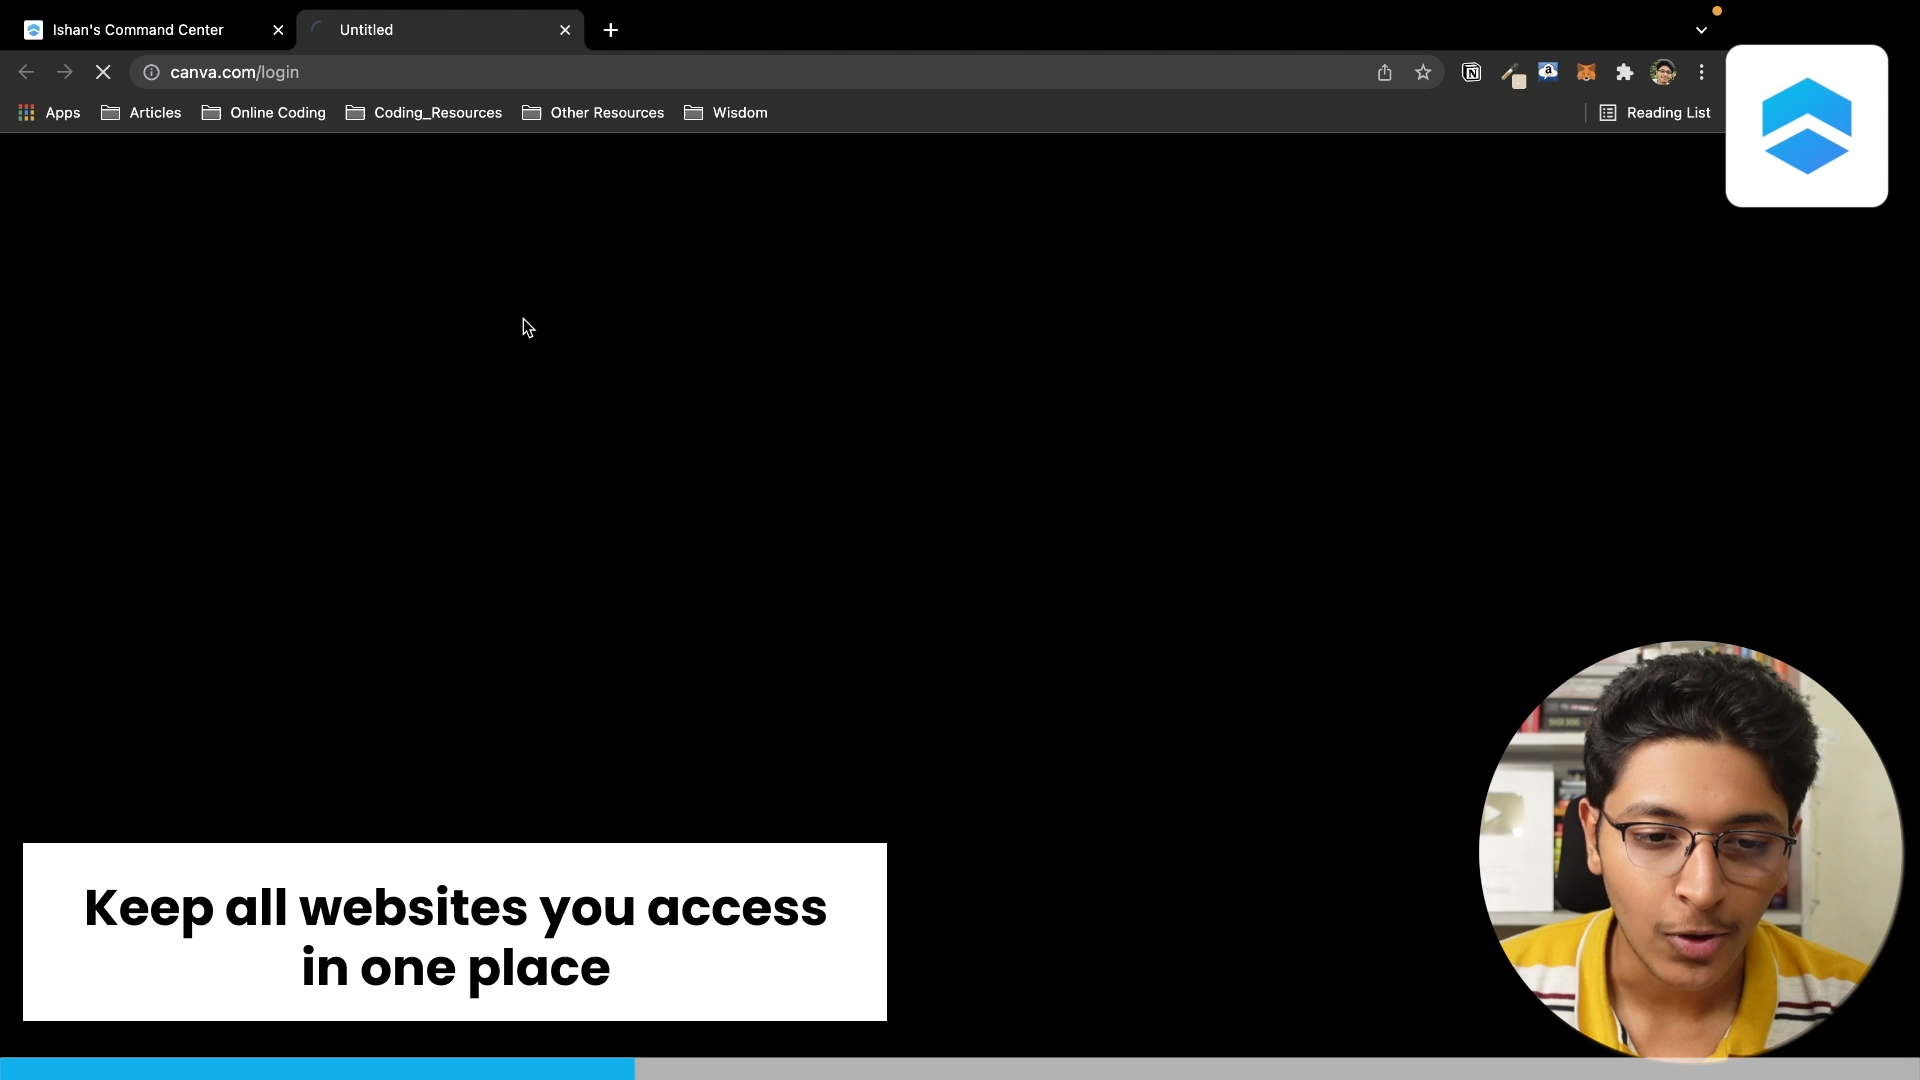 Ishan's Command Center
Untitled
canva.com/login
Apps
Articles
Online Coding
Coding_Resources
Other Resources
Wisdom
Reading List
Keep all websites you access
in one place